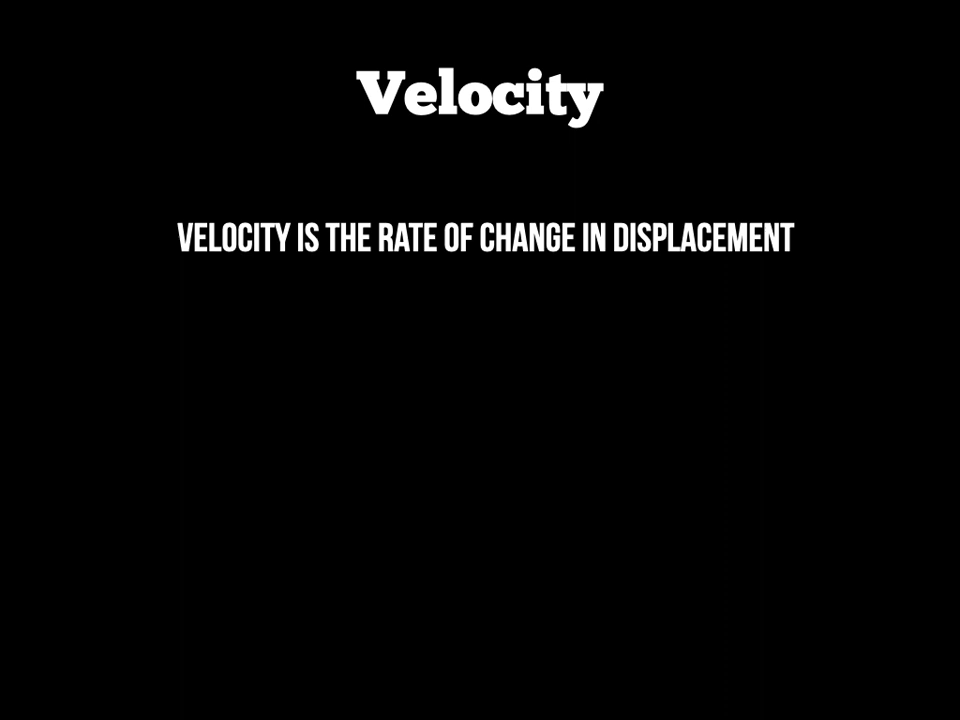 Velocity
VELOCITY IS THE RATE OF CHANGE IN DISPLACEMENT